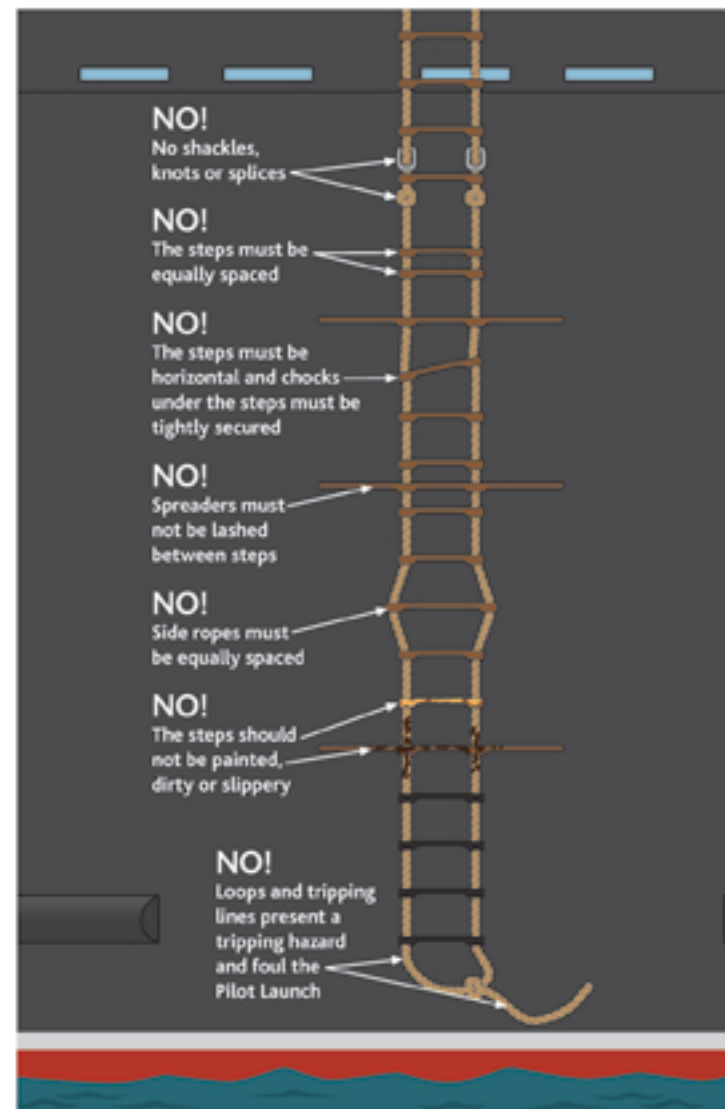 NO!
No shackles,
knots or splices
NO!
The steps must be
equally spaced
NO!
The steps must be
horizontal and chocks
under the steps must be
tightly secured
NO!
Spreaders must
not be lashed
between steps
NO!
Side ropes must
be equally spaced
NO!
The steps should
not be painted,
dirty or slippery
NO!
Loops and tripping
lines present a
tripping hazard
and foul the
Pilot Launch